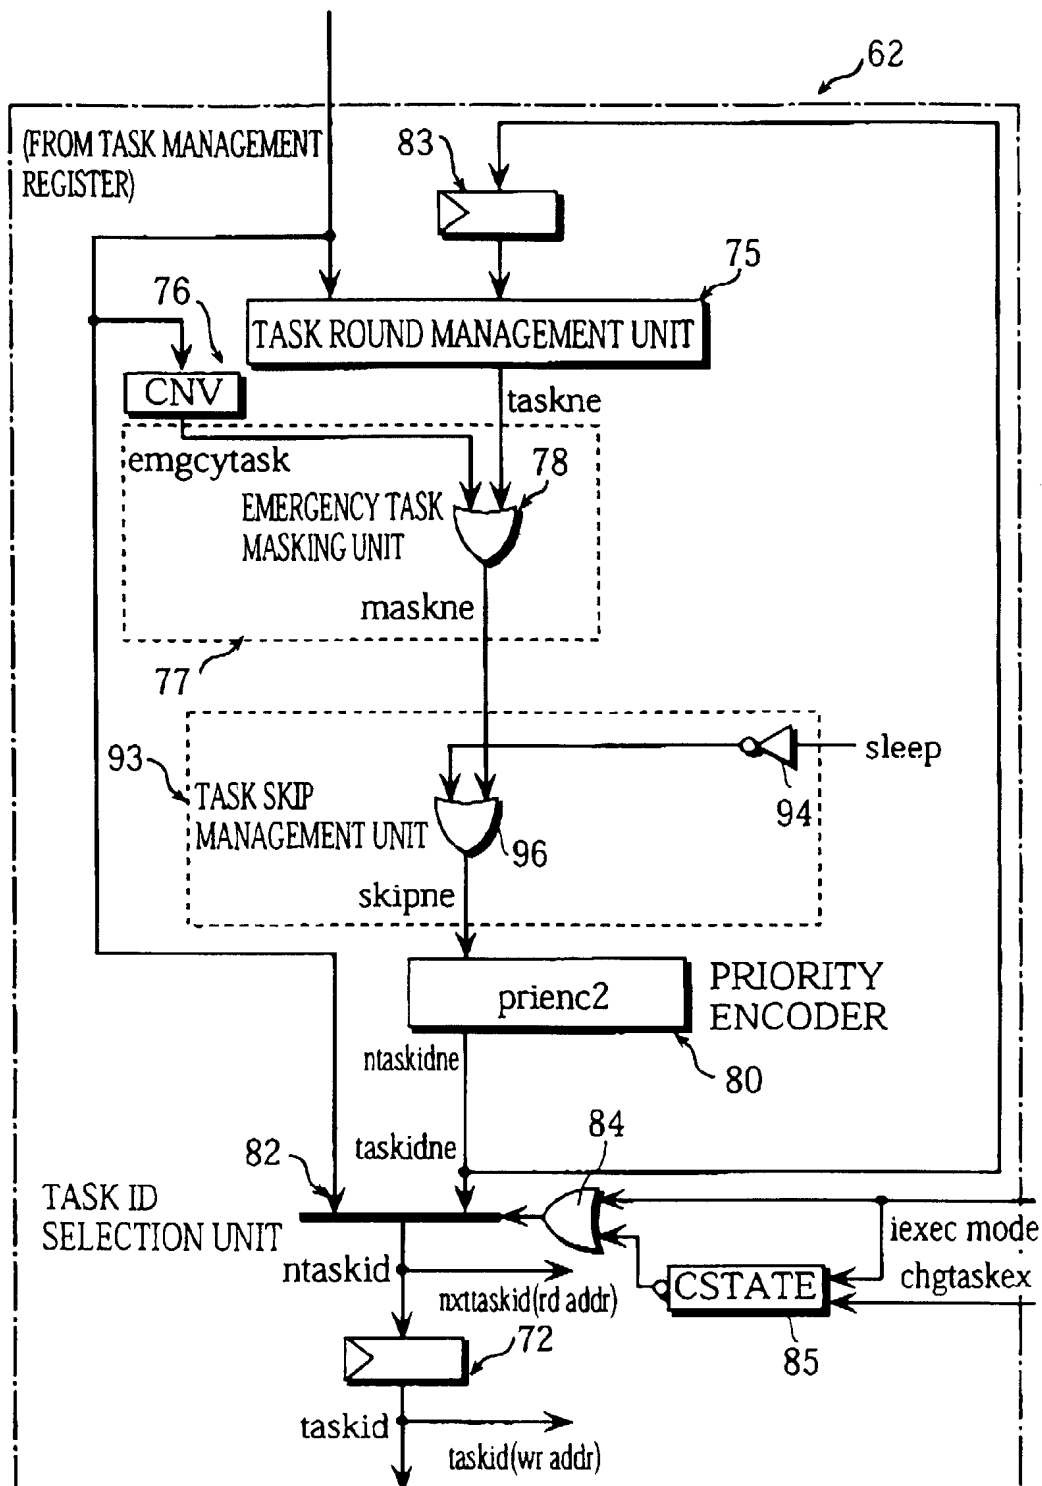 62
(FROM TASK MANAGEMENT
REGISTER)
83
75
76
TASK ROUND MANAGEMENT UNIT
CNV
taskne
emgcytask
78
EMERGENCY TASK
MASKING UNIT
maskne
77
93
sleep
94
TASK SKIP
MANAGEMENT UNIT
96
skipne
prienc2
PRIORITY
ENCODER
ntaskidne
80
84
taskidne
82
TASK ID
SELECTION UNIT
iexec mode
ntaskid
chgtaskex
CSTATE
nxttaskid(rd addr)
72
85
taskid
taskid(wr addr)